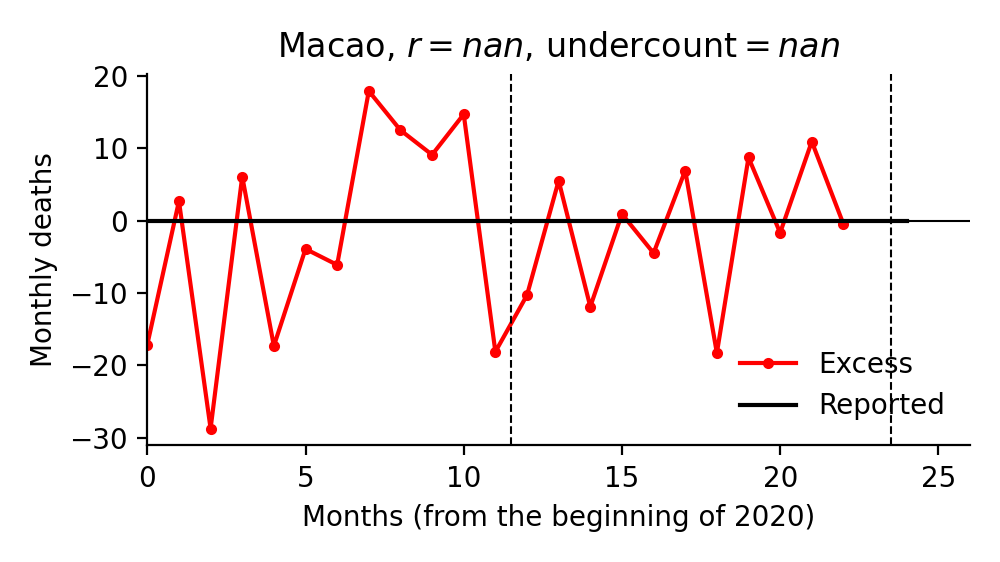 Macao, r = nan, undercount = nan
Monthly deaths
20
10
0
−10
−20
−30
Excess
Reported
0 5 10 15 20 25
Months (from the beginning of 2020)